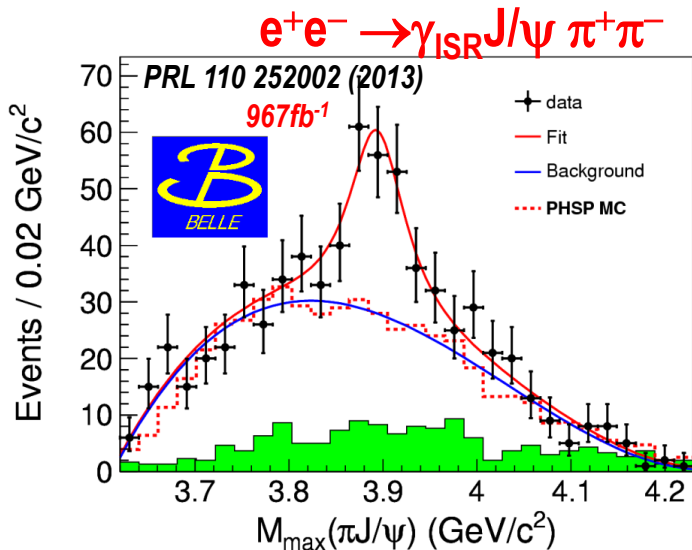 e⁺e⁻ →γISR J/ψ π⁺π⁻
PRL 110 252002 (2013)
967fb⁻¹
BELLE
data
Fit
Background
PHSP MC
Events / 0.02 GeV/c²
70
60
50
40
30
20
10
0
3.7 3.8 3.9 4 4.1 4.2
Mmax(πJ/ψ) (GeV/c²)